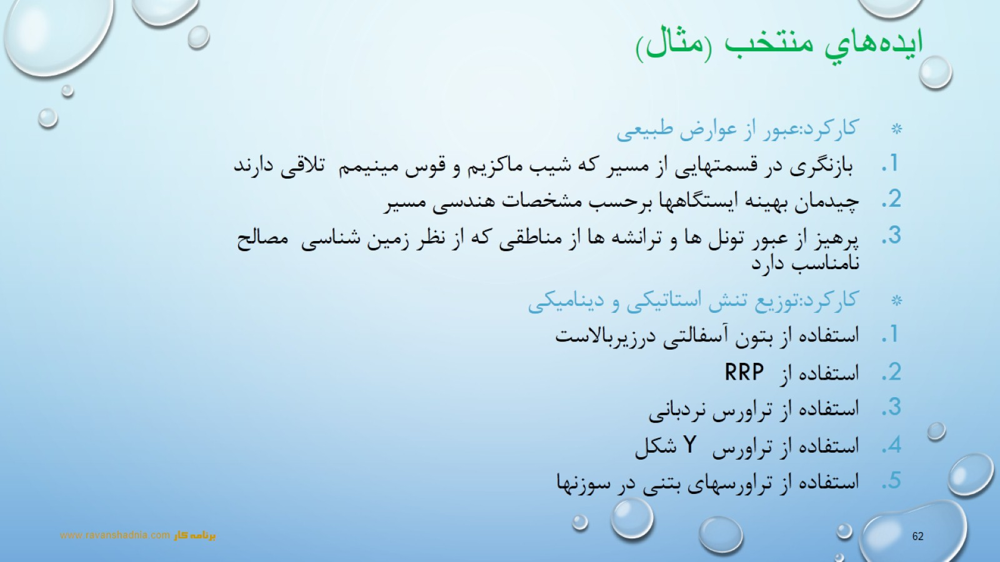 ایده‌هاي منتخب (مثال)
کارکرد:عبور از عوارض طبیعی
1. بازنگری در قسمتهایی از مسیر که شیب ماکزیم و قوس مینیمم تلاقی دارند
2. چیدمان بهینه ایستگاهها برحسب مشخصات هندسی مسیر
3. پرهیز از عبور تونل ها و ترانشه ها از مناطقی که از نظر زمین شناسی مصالح
نامناسب دارد
کارکرد:توزیع تنش استاتیکی و دینامیکی
1. استفاده از بتون آسفالتی درزیربالاست
2. استفاده از RRP
3. استفاده از تراورس نردبانی
4. استفاده از تراورس Y شکل
5. استفاده از تراورسهای بتنی در سوزنها
برنامه کار www.ravanshadnia.com
62